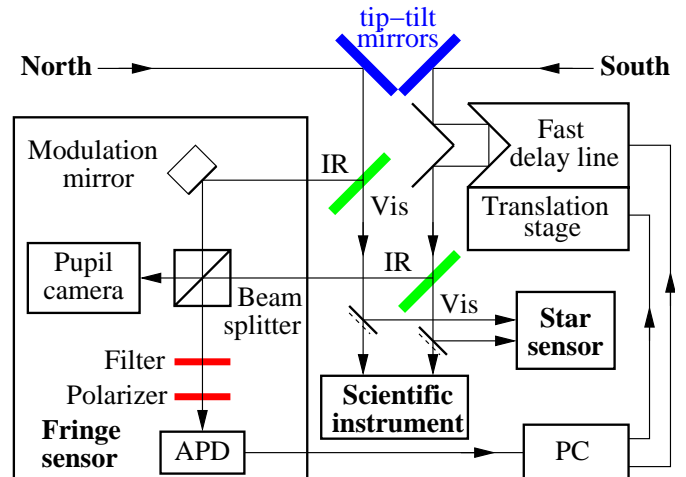 tip–tilt
mirrors
North
South
Modulation
mirror
IR
Vis
Fast
delay line
Translation
stage
Pupil
camera
IR
Beam
splitter
Vis
Star
sensor
Filter
Polarizer
Scientific
instrument
Fringe
sensor
APD
PC